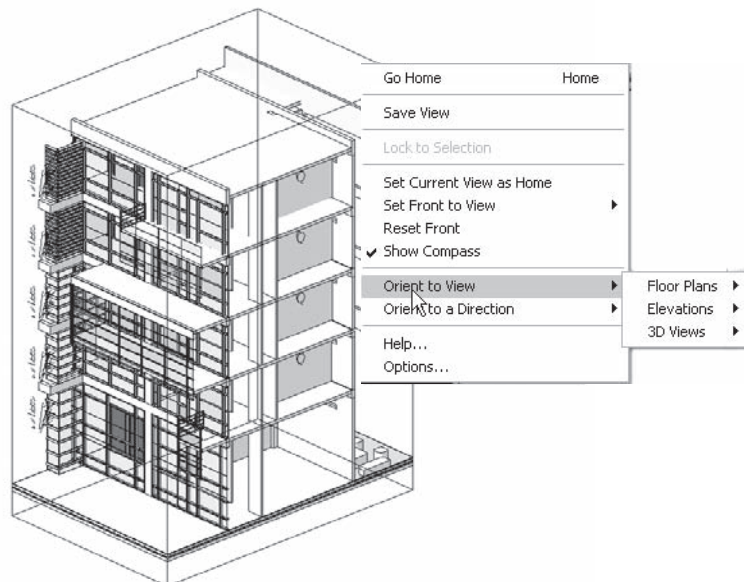 Go Home Home
Save View
Lock to Selection
Set Current View as Home
Set Front to View
Reset Front
Show Compass
Orient to View
Orient to a Direction
Floor Plans
Elevations
3D Views
Help...
Options...